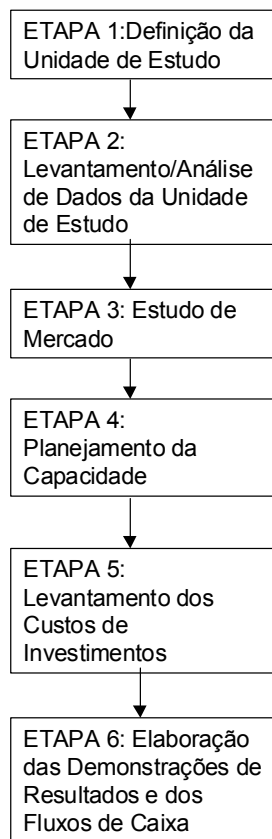 ETAPA 1:Definição da
Unidade de Estudo
ETAPA 2:
Levantamento/Análise
de Dados da Unidade
de Estudo
ETAPA 3: Estudo de
Mercado
ETAPA 4:
Planejamento da
Capacidade
ETAPA 5:
Levantamento dos
Custos de
Investimentos
ETAPA 6: Elaboração
das Demonstrações de
Resultados e dos
Fluxos de Caixa